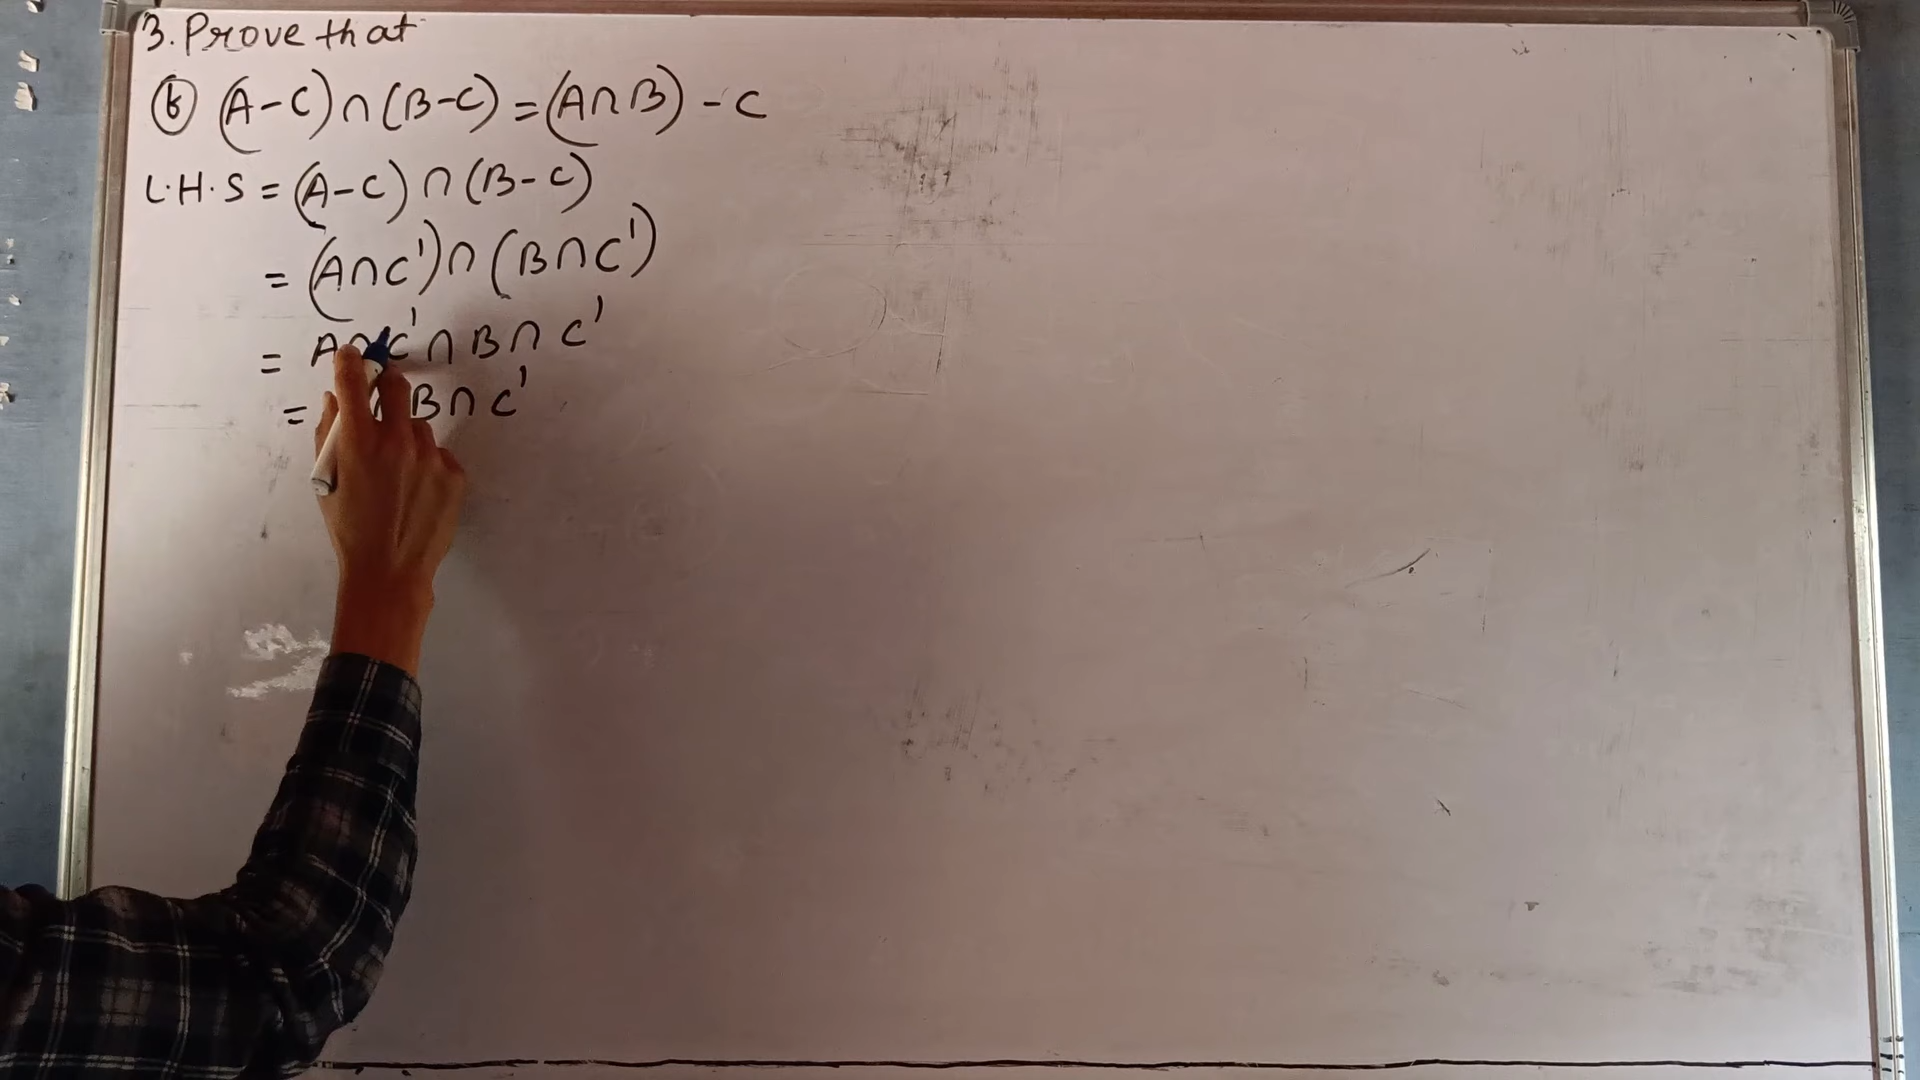 3. Prove that
(b) (A-C)∩(B-C) = (A∩B) - C
L.H.S = (A-C)∩(B-C)
= (A∩C')∩(B∩C')
= A∩C'∩B∩C'
= B∩C'